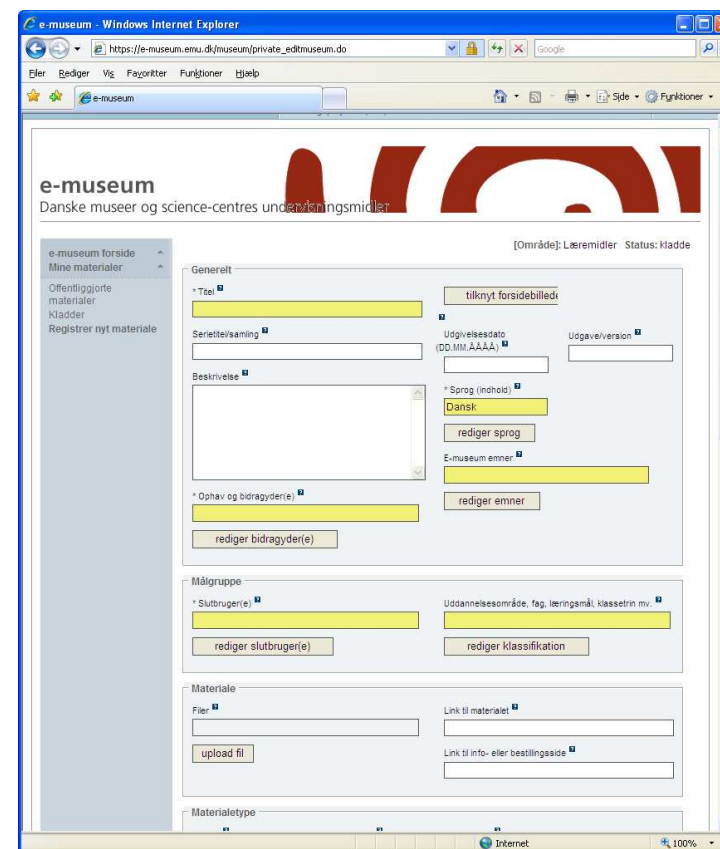 e-museum - Windows Internet Explorer
https://e-museum.emu.dk/museum/private_editmuseum.do
Google
Filer Rediger Vis Favoritter Funktioner Hjælp
e-museum
Side
Funktioner
e-museum
Danske museer og science-centres undervisningsmidler
[Område]: Læremidler Status: kladde
e-museum forside
Mine materialer
Offentliggjorte
materialer
Kladder
Registrer nyt materiale
Generelt
* Titel ?
tilknyt forsidebillede
?
Serietitel/samling ?
Udgivelsesdato
(DD.MM.ÅÅÅÅ) ?
Udgave/version ?
Beskrivelse ?
* Sprog (indhold) ?
Dansk
rediger sprog
E-museum emner ?
rediger emner
* Ophav og bidragyder(e) ?
rediger bidragyder(e)
Målgruppe
* Slutbruger(e) ?
Uddannelsesområde, fag, læringsmål, klassetrin mv. ?
rediger slutbruger(e)
rediger klassifikation
Materiale
Filer ?
Link til materialet ?
upload fil
Link til info- eller bestillingsside ?
Materialetype
Internet
100%